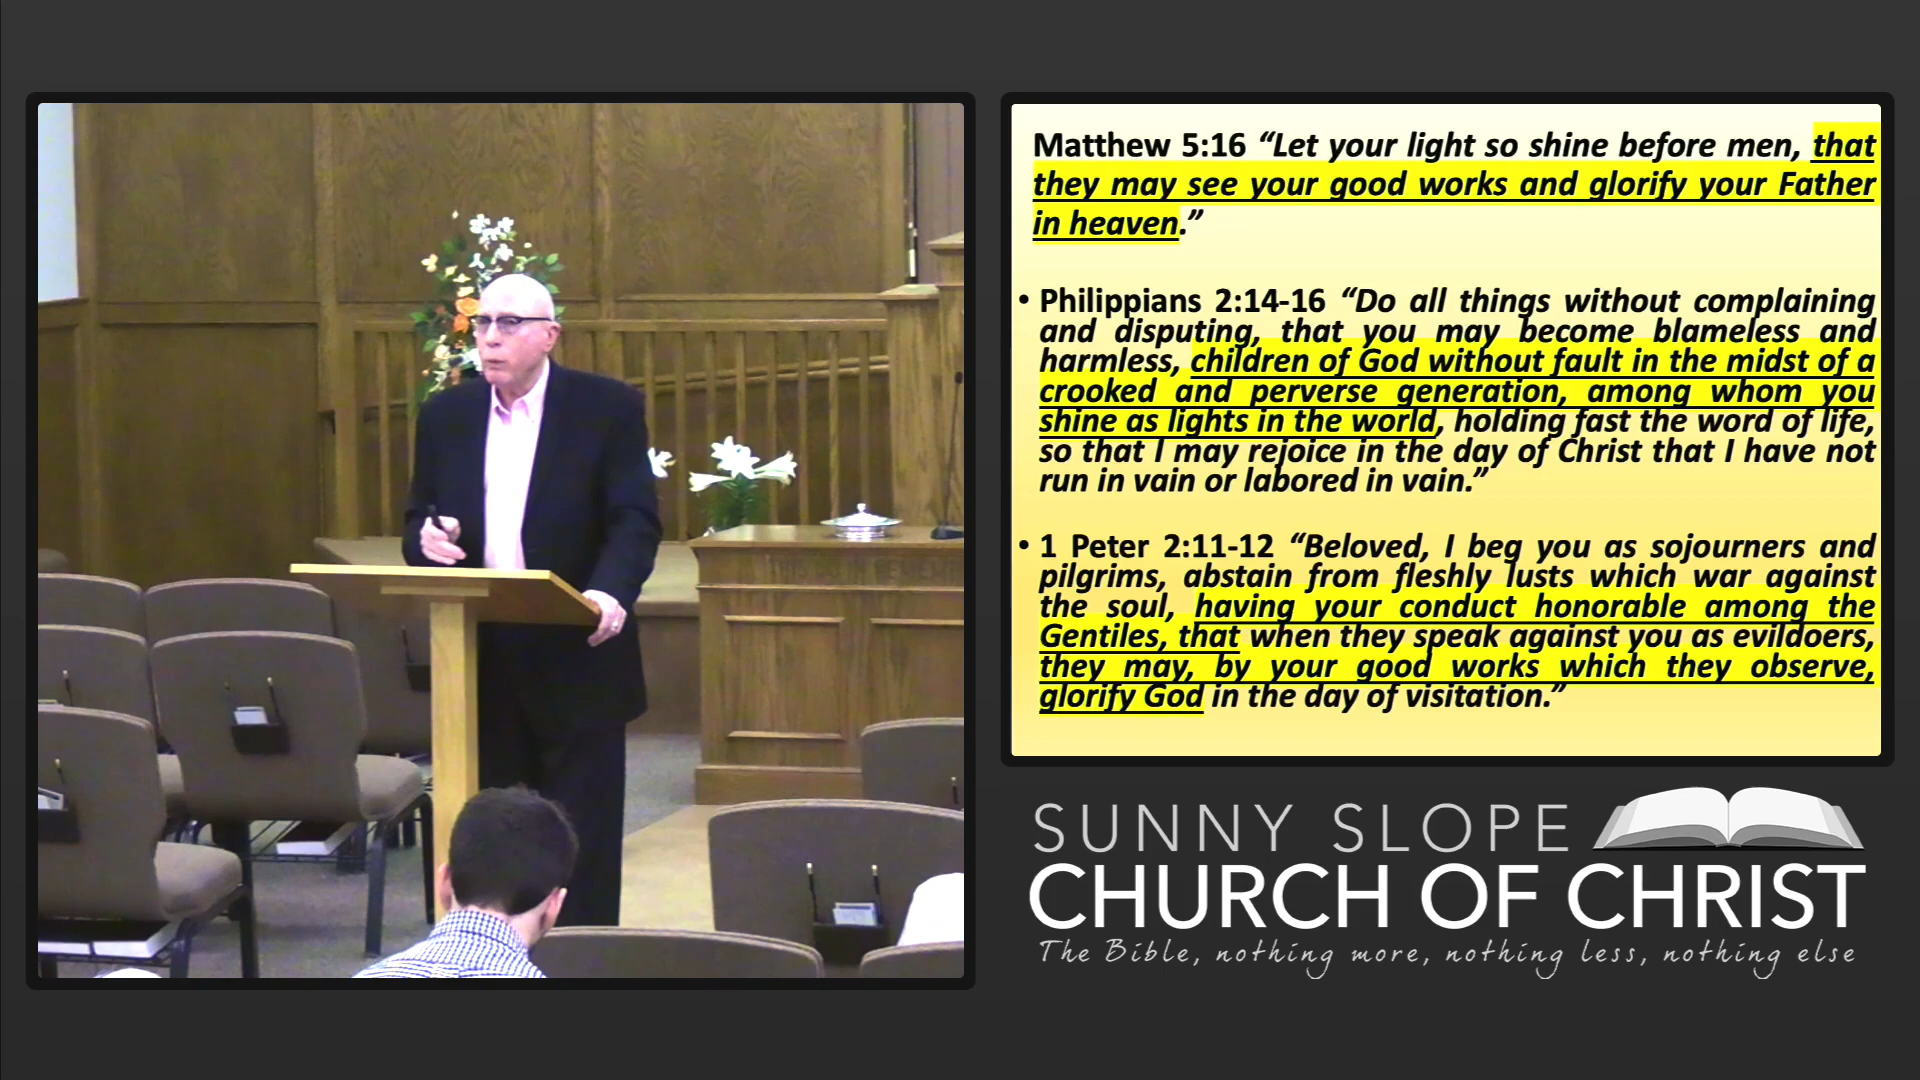 Matthew 5:16 “Let your light so shine before men, that
they may see your good works and glorify your Father
in heaven.”
• Philippians 2:14-16 “Do all things without complaining
and disputing, that you may become blameless and
harmless, children of God without fault in the midst of a
crooked and perverse generation, among whom you
shine as lights in the world, holding fast the word of life,
so that I may rejoice in the day of Christ that I have not
run in vain or labored in vain.”
• 1 Peter 2:11-12 “Beloved, I beg you as sojourners and
pilgrims, abstain from fleshly lusts which war against
the soul, having your conduct honorable among the
Gentiles, that when they speak against you as evildoers,
they may, by your good works which they observe,
glorify God in the day of visitation.”
SUNNY SLOPE
CHURCH OF CHRIST
The Bible, nothing more, nothing less, nothing else